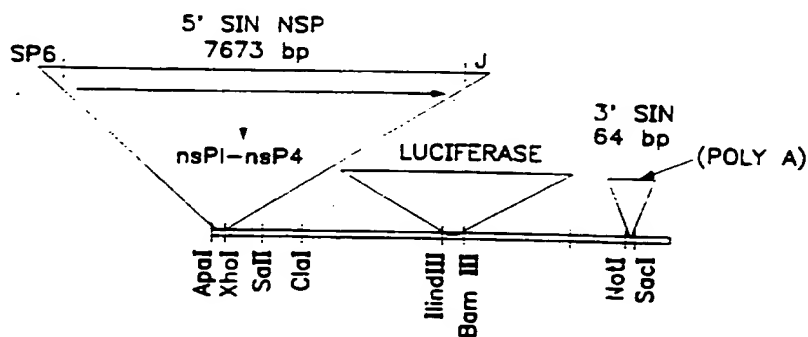 5' SIN NSP
7673 bp
SP6
J
nsPI-nsP4
LUCIFERASE
3' SIN
64 bp
(POLY A)
ApaI
XhoI
SalI
ClaI
IlindIII
Bam III
NotI
SacI